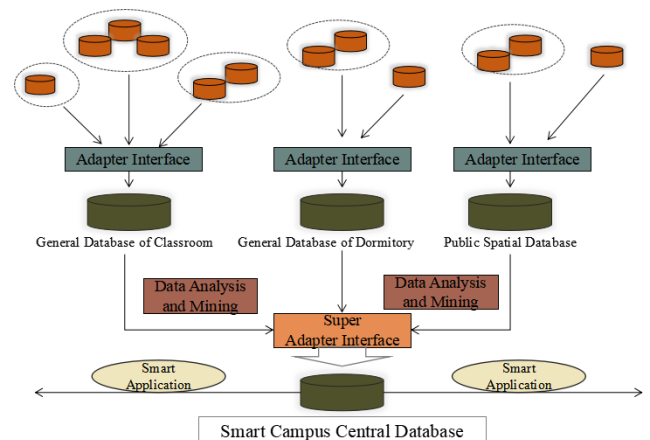 Adapter Interface
Adapter Interface
Adapter Interface
General Database of Classroom
General Database of Dormitory
Public Spatial Database
Data Analysis
and Mining
Data Analysis
and Mining
Super
Adapter Interface
Smart
Application
Smart
Application
Smart Campus Central Database